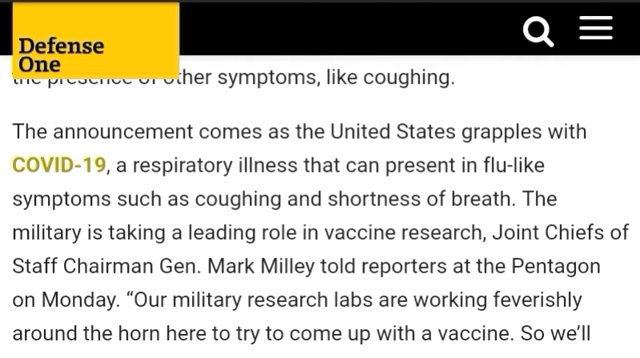 Defense
One
the presence of other symptoms, like coughing.
The announcement comes as the United States grapples with
COVID-19, a respiratory illness that can present in flu-like
symptoms such as coughing and shortness of breath. The
military is taking a leading role in vaccine research, Joint Chiefs of
Staff Chairman Gen. Mark Milley told reporters at the Pentagon
on Monday. “Our military research labs are working feverishly
around the horn here to try to come up with a vaccine. So we’ll